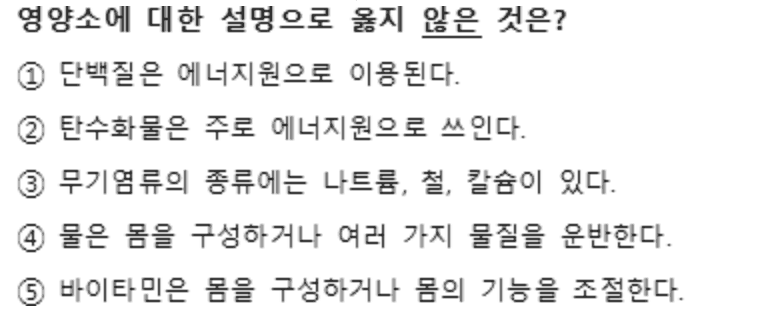 영양소에 대한 설명으로 옳지 않은 것은?
① 단백질은 에너지원으로 이용된다.
② 탄수화물은 주로 에너지원으로 쓰인다.
③ 무기염류의 종류에는 나트륨, 철, 칼슘이 있다.
④ 물은 몸을 구성하거나 여러 가지 물질을 운반한다.
⑤ 바이타민은 몸을 구성하거나 몸의 기능을 조절한다.